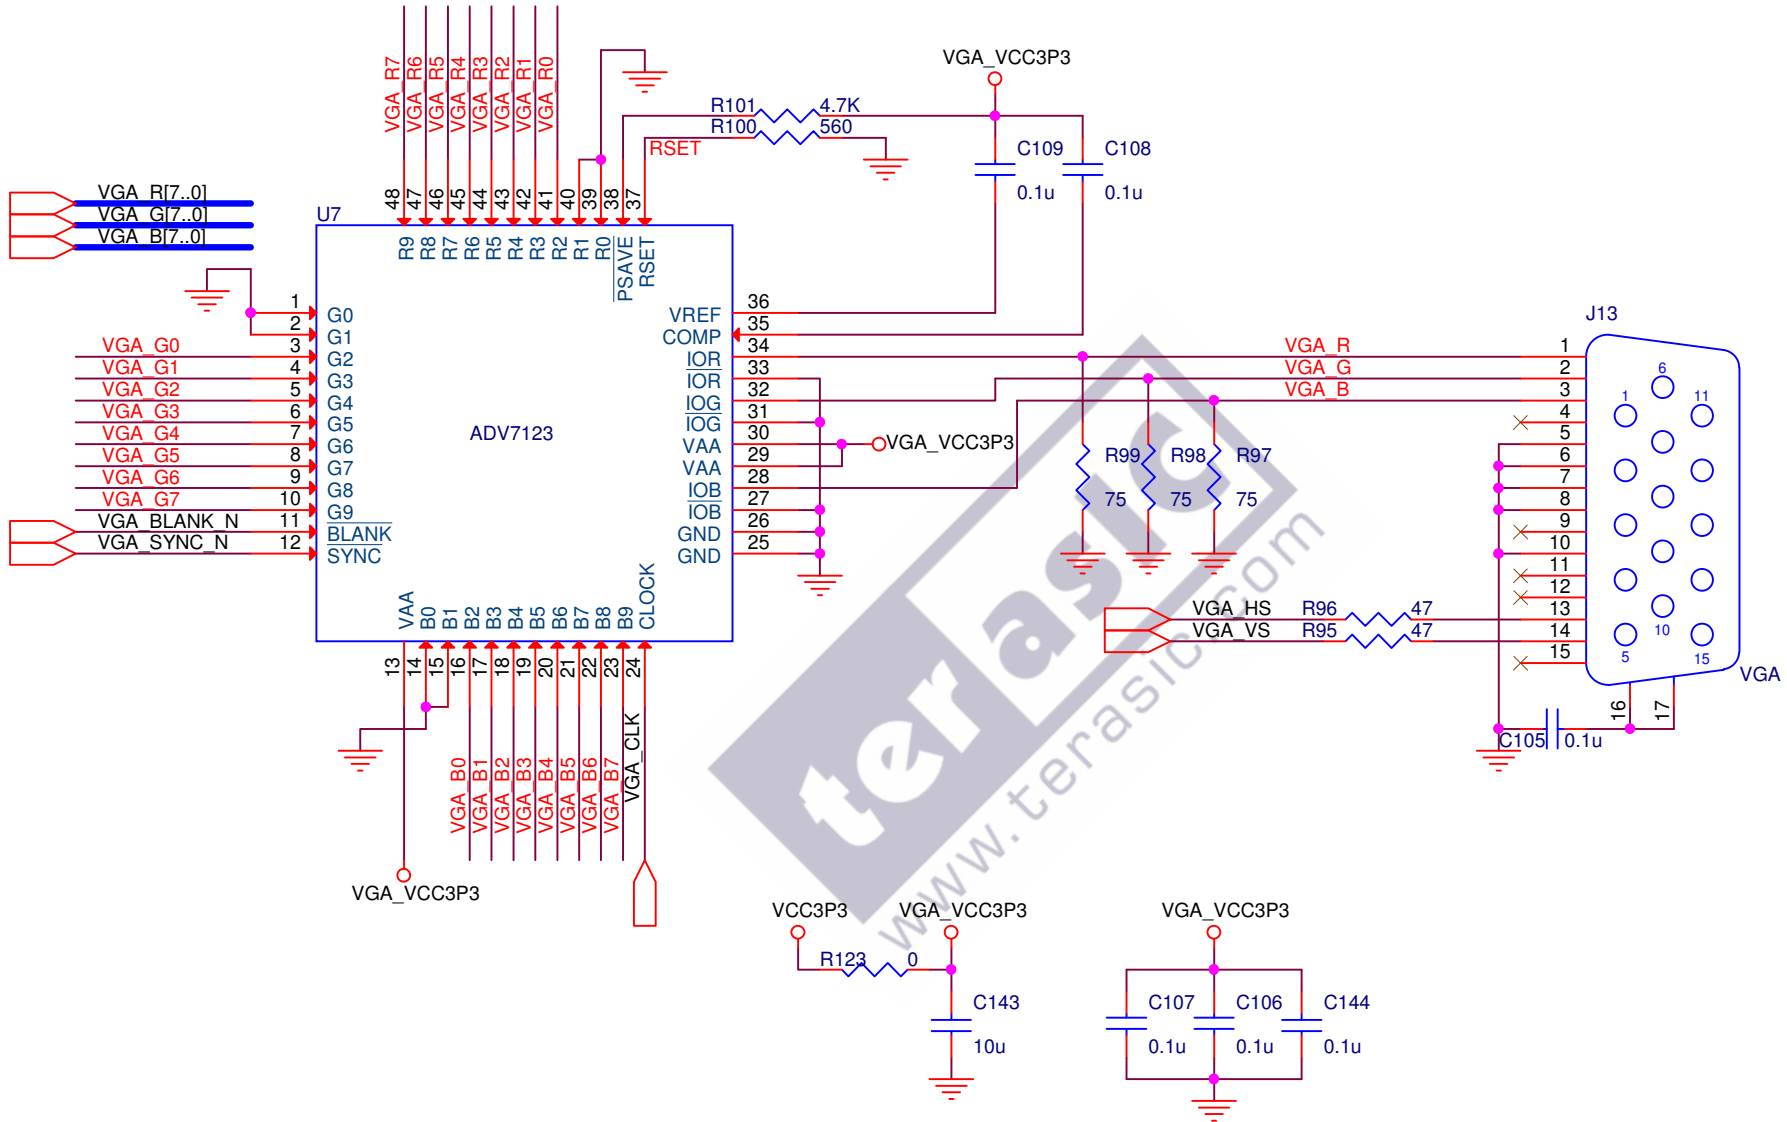 VGA_R7
VGA_R6
VGA_R5
VGA_R4
VGA_R3
VGA_R2
VGA_R1
VGA_R0
VGA_VCC3P3
R101 4.7K
R100 560
RSET
C109
0.1u
C108
0.1u
48
47
46
45
44
43
42
41
40
39
38
37
VGA_R[7..0]
VGA_G[7..0]
VGA_B[7..0]
U7
R9
R8
R7
R6
R5
R4
R3
R2
R1
R0
PSAVE
RSET
1 G0
2 G1
VGA_G0 3 G2
VGA_G1 4 G3
VGA_G2 5 G4
VGA_G3 6 G5
VGA_G4 7 G6
VGA_G5 8 G7
VGA_G6 9 G8
VGA_G7 10 G9
VGA_BLANK_N 11 BLANK
VGA_SYNC_N 12 SYNC
ADV7123
VREF 36
COMP 35
IOR 34
IOR 33
IOG 32
IOG 31
VAA 30
VAA 29
IOB 28
IOB 27
GND 26
GND 25
VGA_VCC3P3
VAA
B0
B1
B2
B3
B4
B5
B6
B7
B8
B9
CLOCK
13
14
15
16
17
18
19
20
21
22
23
24
VGA_B0
VGA_B1
VGA_B2
VGA_B3
VGA_B4
VGA_B5
VGA_B6
VGA_B7
VGA_CLK
VGA_VCC3P3
VGA_R
VGA_G
VGA_B
R99
75
R98
75
R97
75
VGA_HS R96 47
VGA_VS R95 47
J13
1
2
3
4
5
6
7
8
9
10
11
12
13
14
15
6
1
11
10
5
15
VGA
16
17
C105 0.1u
terasic
www.terasic.com
VCC3P3
VGA_VCC3P3
R123 0
C143
10u
VGA_VCC3P3
C107
0.1u
C106
0.1u
C144
0.1u